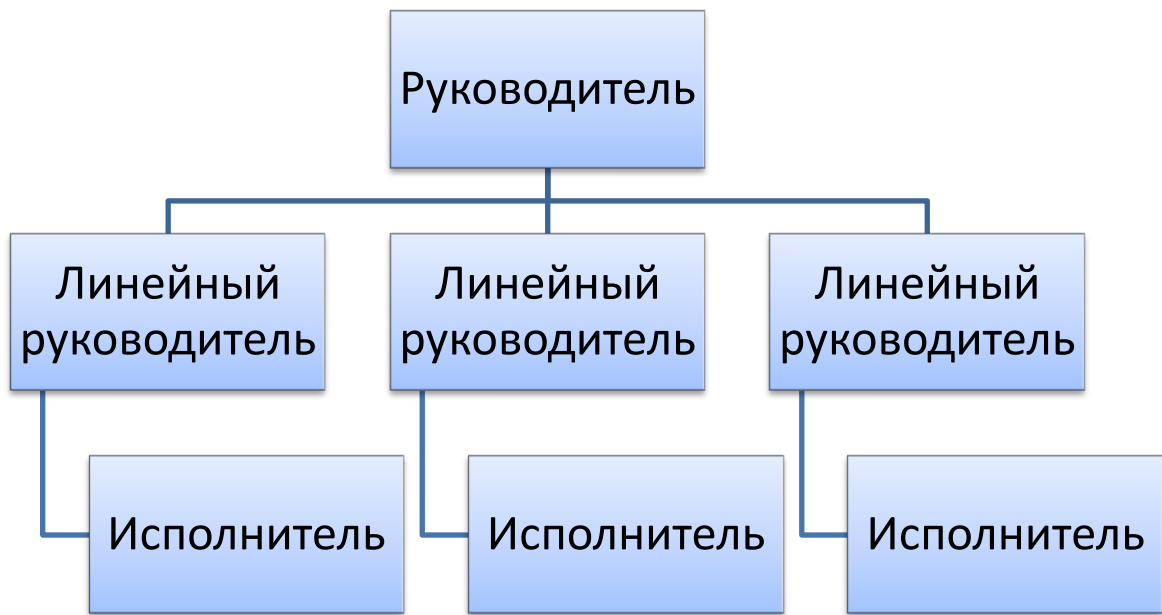 Руководитель
Линейный
руководитель
Линейный
руководитель
Линейный
руководитель
Исполнитель
Исполнитель
Исполнитель